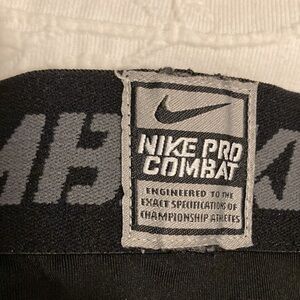 NIKE PRO
COMBAT
ENGINEERED TO THE
EXACT SPECIFICATIONS OF
CHAMPIONSHIP ATHLETES